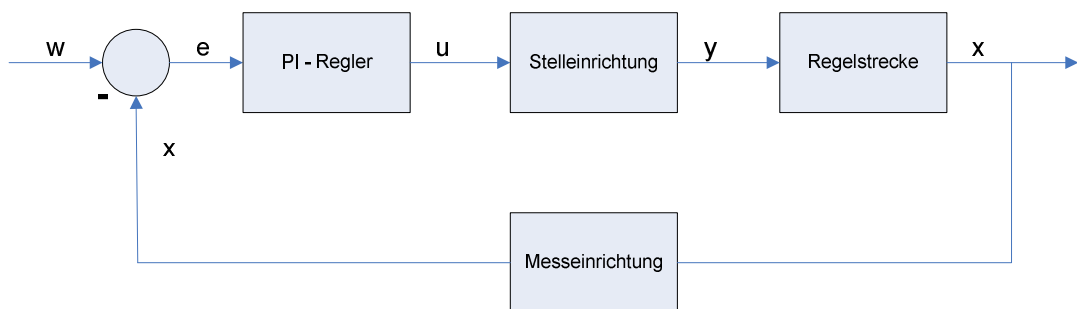 w
e
PI - Regler
u
Stelleinrichtung
y
Regelstrecke
x
-
x
Messeinrichtung